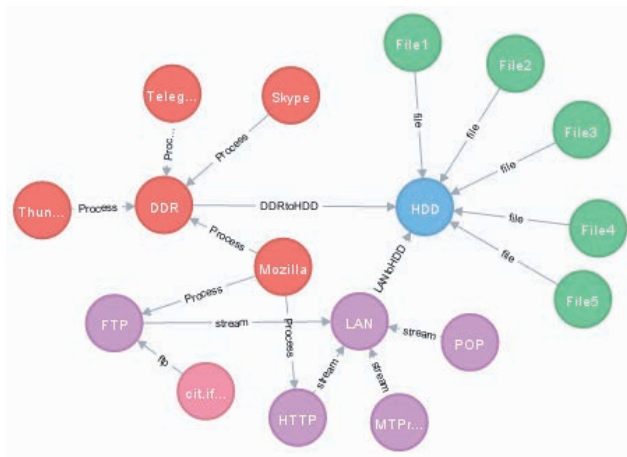 File1
File2
Teleg...
Skype
file
file
File3
Proc...
Process
file
Thun...
Process
DDR
DDRtoHDD
HDD
file
File4
Process
file
Mozilla
LANtoHDD
Process
File5
FTP
stream
Process
LAN
stream
POP
ftp
stream
stream
cit.if...
HTTP
MTPr...